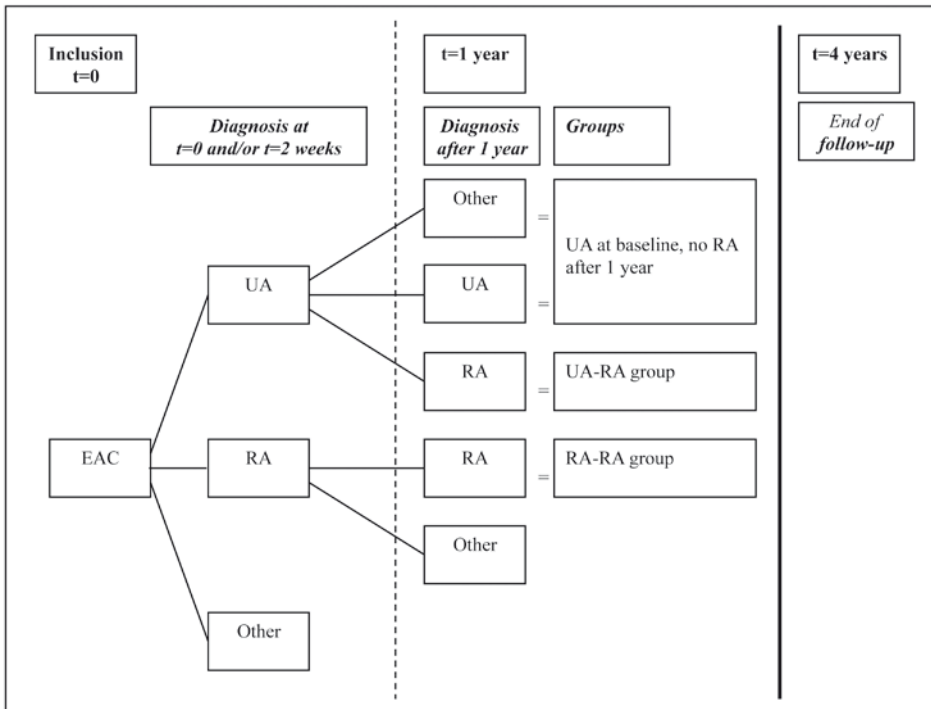 Inclusion
t=0
t=1 year
t=4 years
Diagnosis at
t=0 and/or t=2 weeks
Diagnosis
after 1 year
Groups
End of
follow-up
Other
=
UA at baseline, no RA
after 1 year
UA
UA
=
RA
=
UA-RA group
EAC
RA
RA
=
RA-RA group
Other
Other